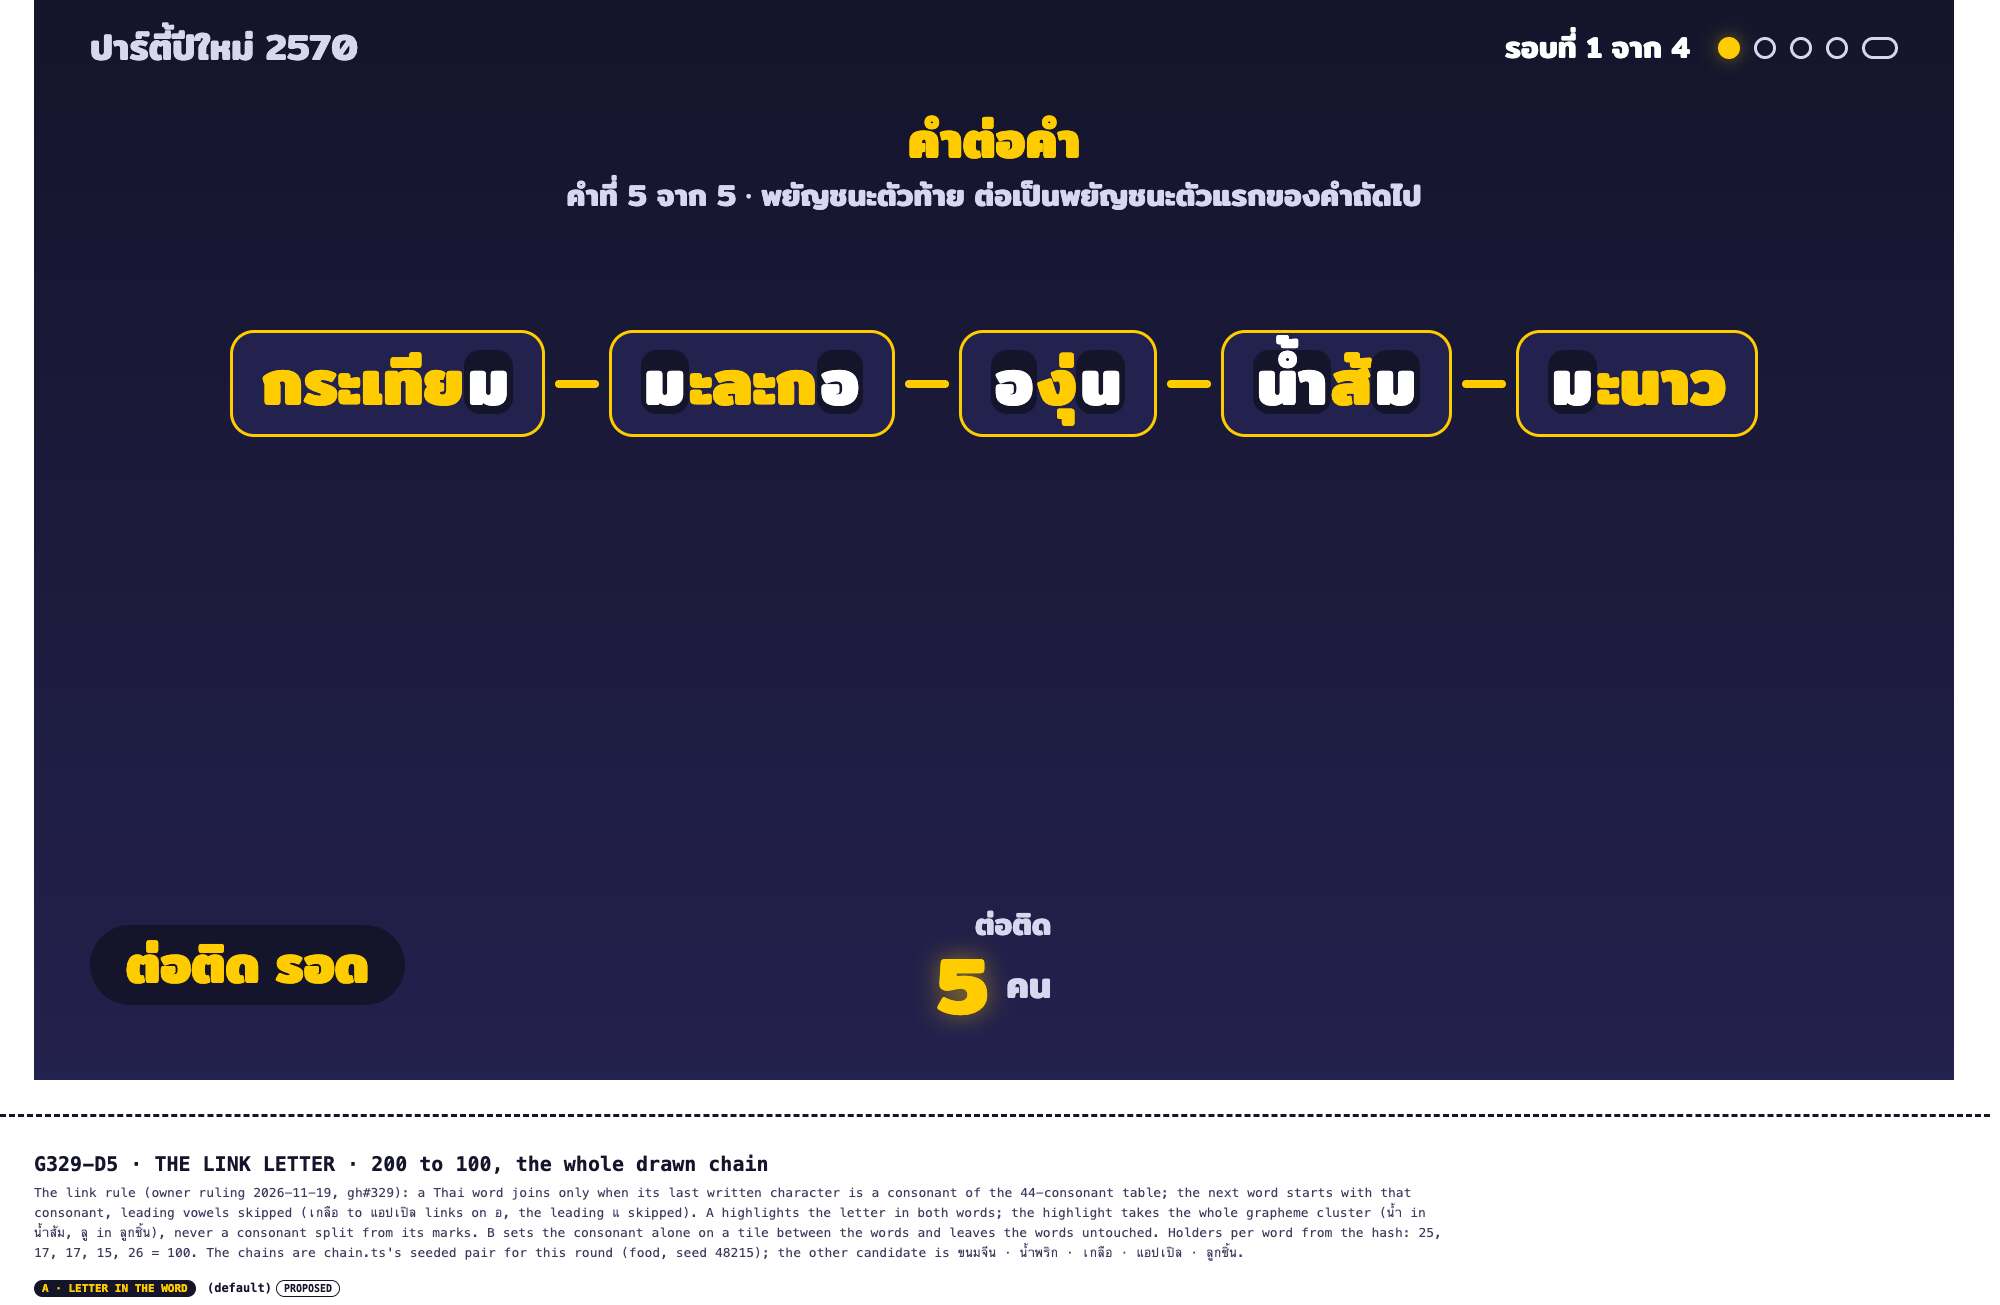 ปาร์ตี้ปีใหม่ 2570
รอบที่ 1 จาก 4
คำต่อคำ
คำที่ 5 จาก 5 · พยัญชนะตัวท้าย ต่อเป็นพยัญชนะตัวแรกของคำถัดไป
กระเทียม
มะละกอ
องุ่น
น้ำส้ม
มะนาว
ต่อติด รอด
ต่อติด
5 คน
G329-D5 · THE LINK LETTER · 200 to 100, the whole drawn chain
The link rule (owner ruling 2026-11-19, gh#329): a Thai word joins only when its last written character is a consonant of the 44-consonant table; the next word starts with that
consonant, leading vowels skipped (เกลือ to แอปเปิล links on อ, the leading แ skipped). A highlights the letter in both words; the highlight takes the whole grapheme cluster (น้ำ in
น้ำส้ม, ลู in ลูกชิ้น), never a consonant split from its marks. B sets the consonant alone on a tile between the words and leaves the words untouched. Holders per word from the hash: 25,
17, 17, 15, 26 = 100. The chains are chain.ts's seeded pair for this round (food, seed 48215); the other candidate is ขนมจีน · น้ำพริก · เกลือ · แอปเปิล · ลูกชิ้น.
A · LETTER IN THE WORD (default) PROPOSED